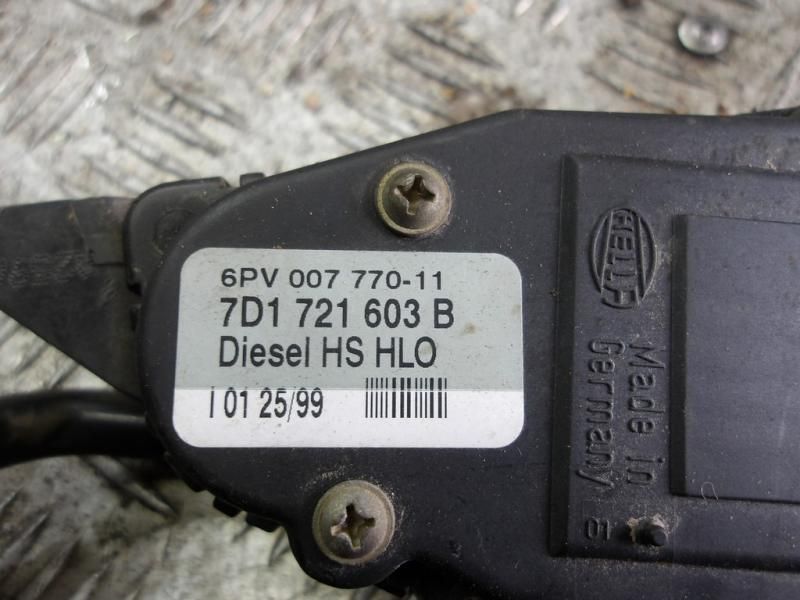 6PV 007 770-11
7D1 721 603 B
Diesel HS HLO
I 01 25/99
HELLA
Made in
Germany